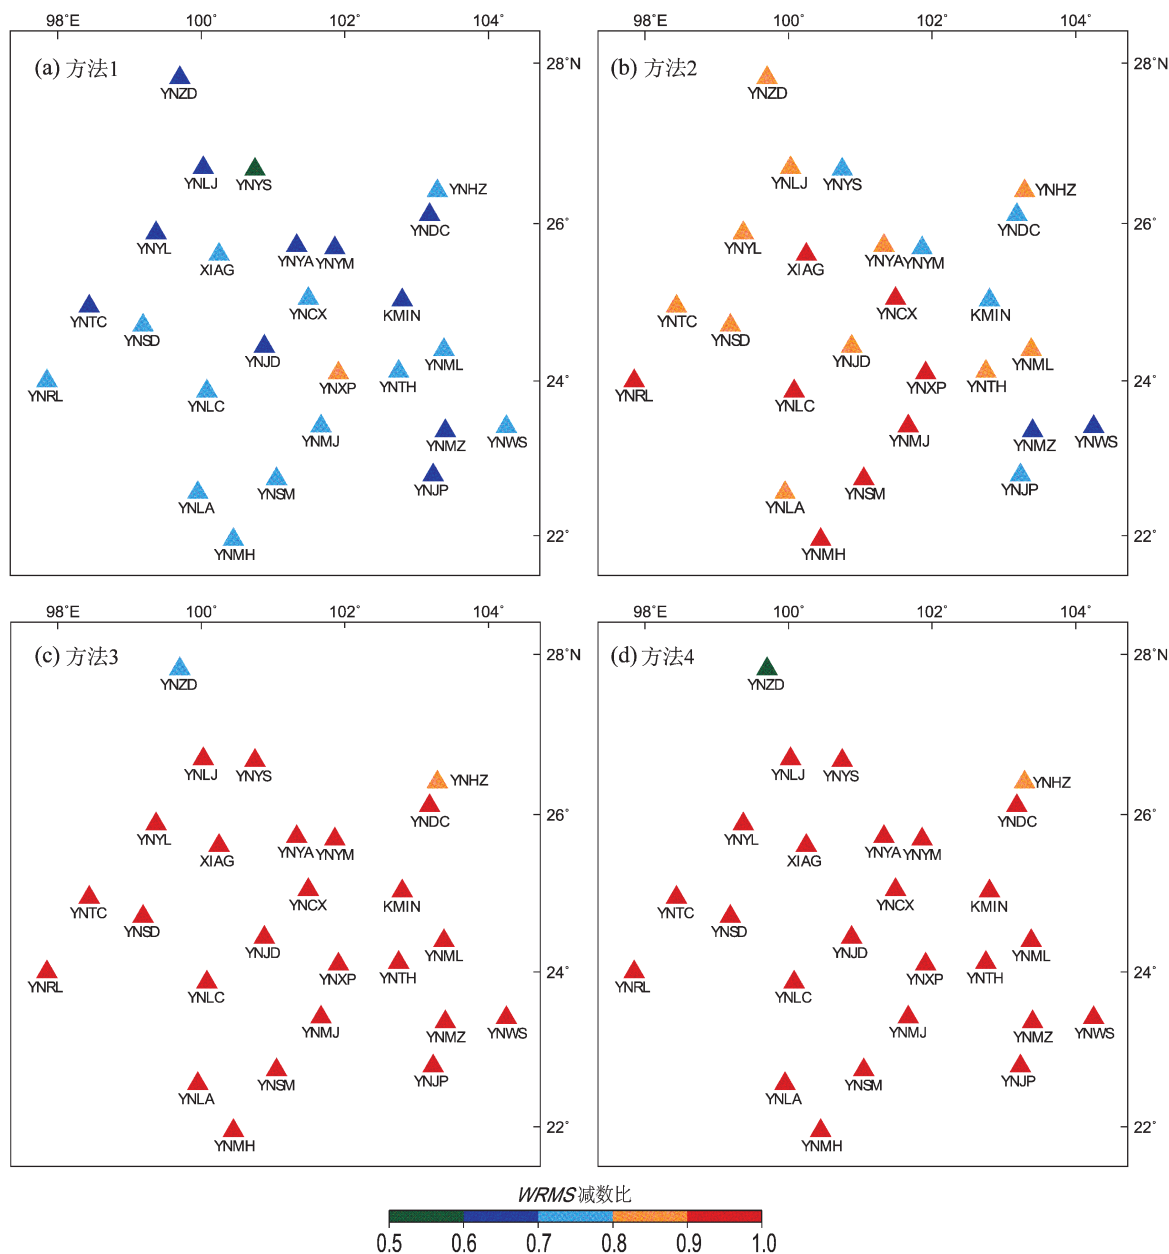 98°E 100° 102° 104°
(a) 方法1
28°N
YNZD
YNLJ
YNYS
YNHZ
YNDC
26°
YNYL
XIAG
YNYA
YNYM
YNTC
YNSD
YNCX
KMIN
YNJD
YNML
YNXP
YNTH
24°
YNRL
YNLC
YNMJ
YNMZ
YNWS
YNLA
YNSM
YNJP
22°
YNMH
98°E 100° 102° 104°
(b) 方法2
28°N
YNZD
YNLJ
YNYS
YNHZ
YNDC
26°
YNYL
XIAG
YNYA
YNYM
YNTC
YNSD
YNCX
KMIN
YNJD
YNML
YNXP
YNTH
24°
YNRL
YNLC
YNMJ
YNMZ
YNWS
YNLA
YNSM
YNJP
22°
YNMH
98°E 100° 102° 104°
(c) 方法3
28°N
YNZD
YNLJ
YNYS
YNHZ
YNDC
26°
YNYL
XIAG
YNYA
YNYM
YNTC
YNSD
YNCX
KMIN
YNJD
YNML
YNXP
YNTH
24°
YNRL
YNLC
YNMJ
YNMZ
YNWS
YNLA
YNSM
YNJP
22°
YNMH
98°E 100° 102° 104°
(d) 方法4
28°N
YNZD
YNLJ
YNYS
YNHZ
YNDC
26°
YNYL
XIAG
YNYA
YNYM
YNTC
YNSD
YNCX
KMIN
YNJD
YNML
YNXP
YNTH
24°
YNRL
YNLC
YNMJ
YNMZ
YNWS
YNLA
YNSM
YNJP
22°
YNMH
WRMS 减数比
0.5 0.6 0.7 0.8 0.9 1.0